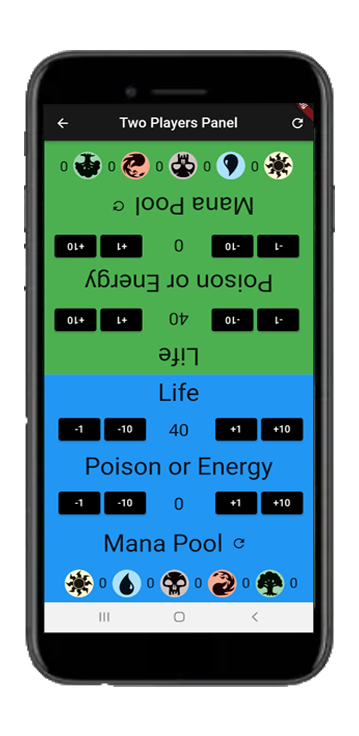 Two Players Panel
0 0 0 0 0
Mana Pool
+10 +1 0 -10 -1
Poison or Energy
+10 +1 40 -10 -1
Life
Life
-1 -10 40 +1 +10
Poison or Energy
-1 -10 0 +1 +10
Mana Pool
0 0 0 0 0